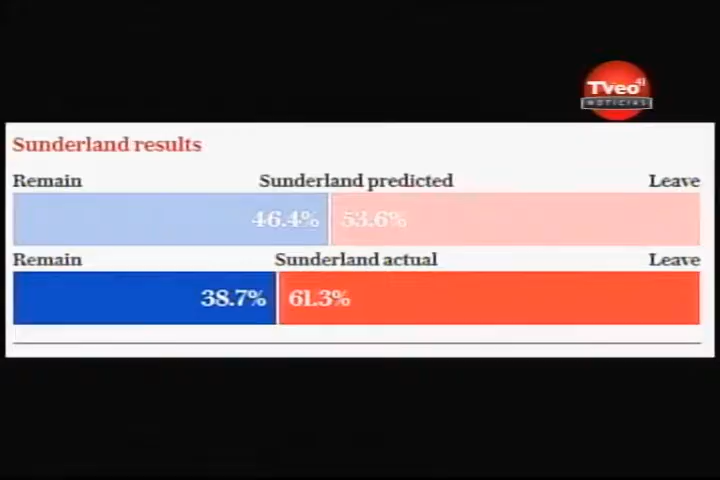 TVeo 41
NOTICIAS
Sunderland results
Remain Sunderland predicted Leave
46.4% 53.6%
Remain Sunderland actual Leave
38.7% 61.3%